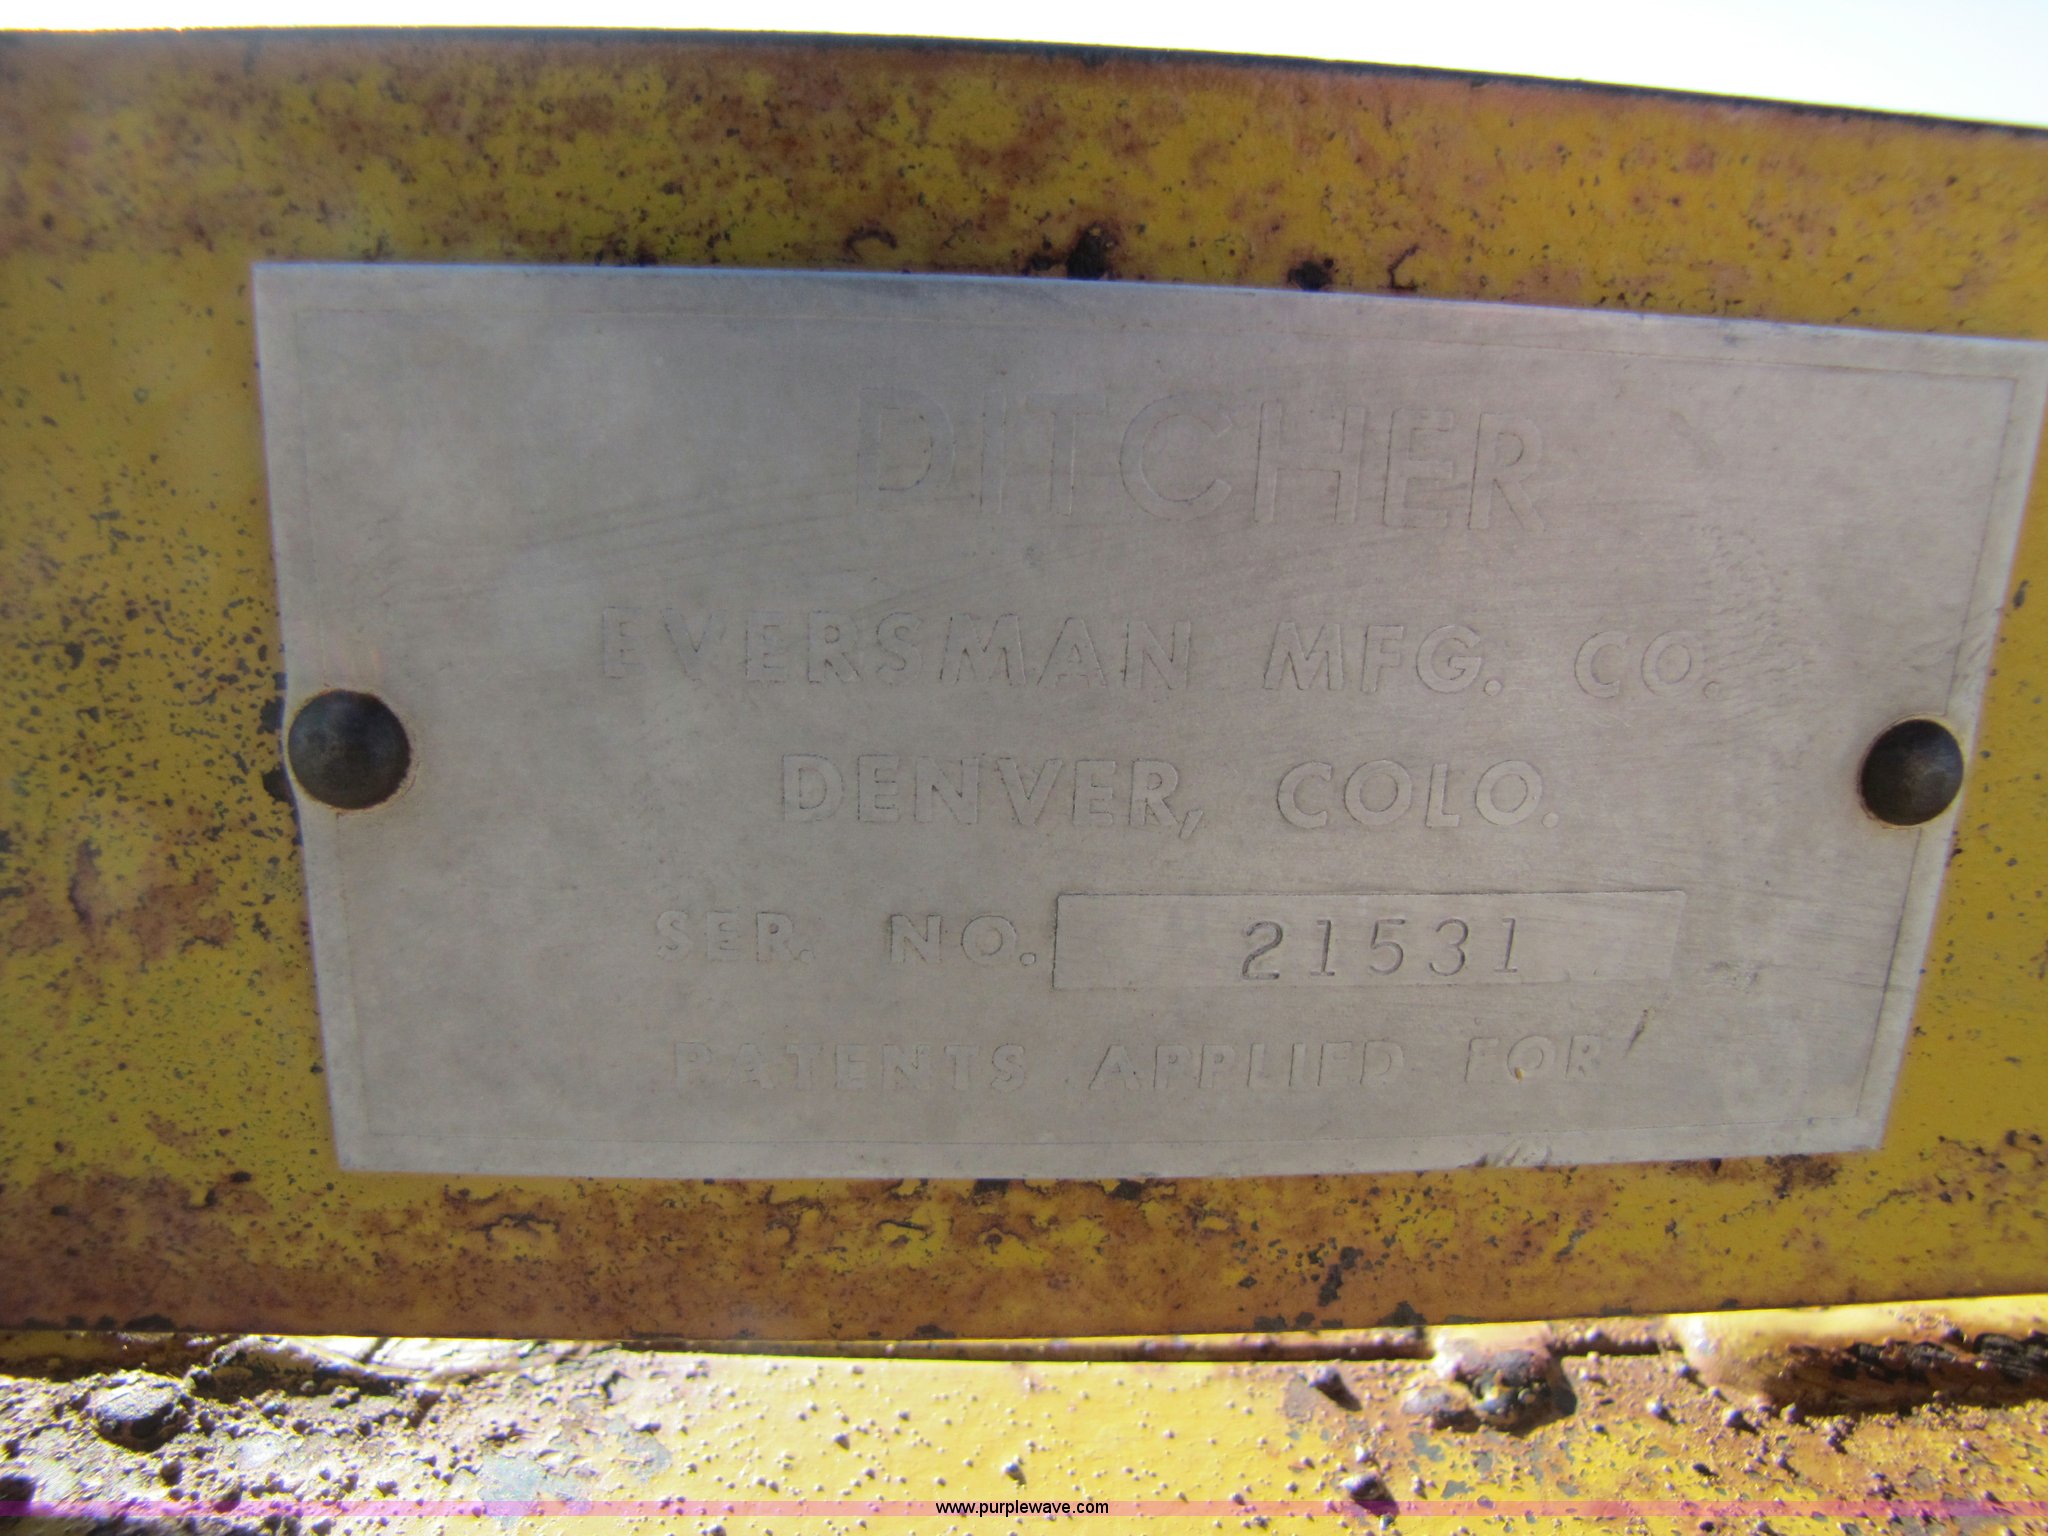 DITCHER
EVERSMAN MFG. CO.
DENVER, COLO.
SER. NO. 21531
PATENTS APPLIED FOR
www.purplewave.com